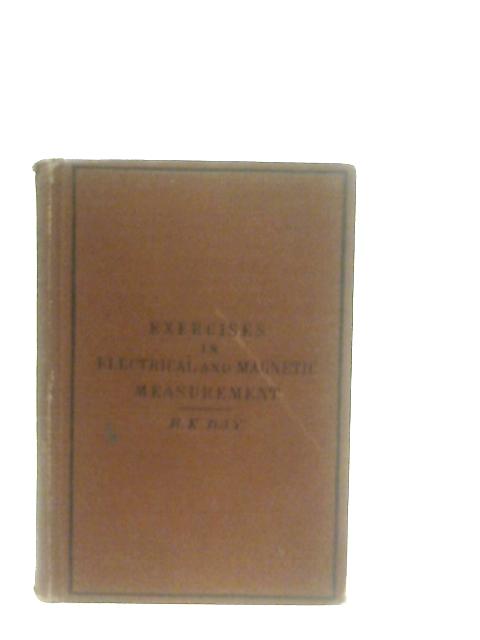 EXERCISES
IN
ELECTRICAL AND MAGNETIC
MEASUREMENT
R. E. DAY